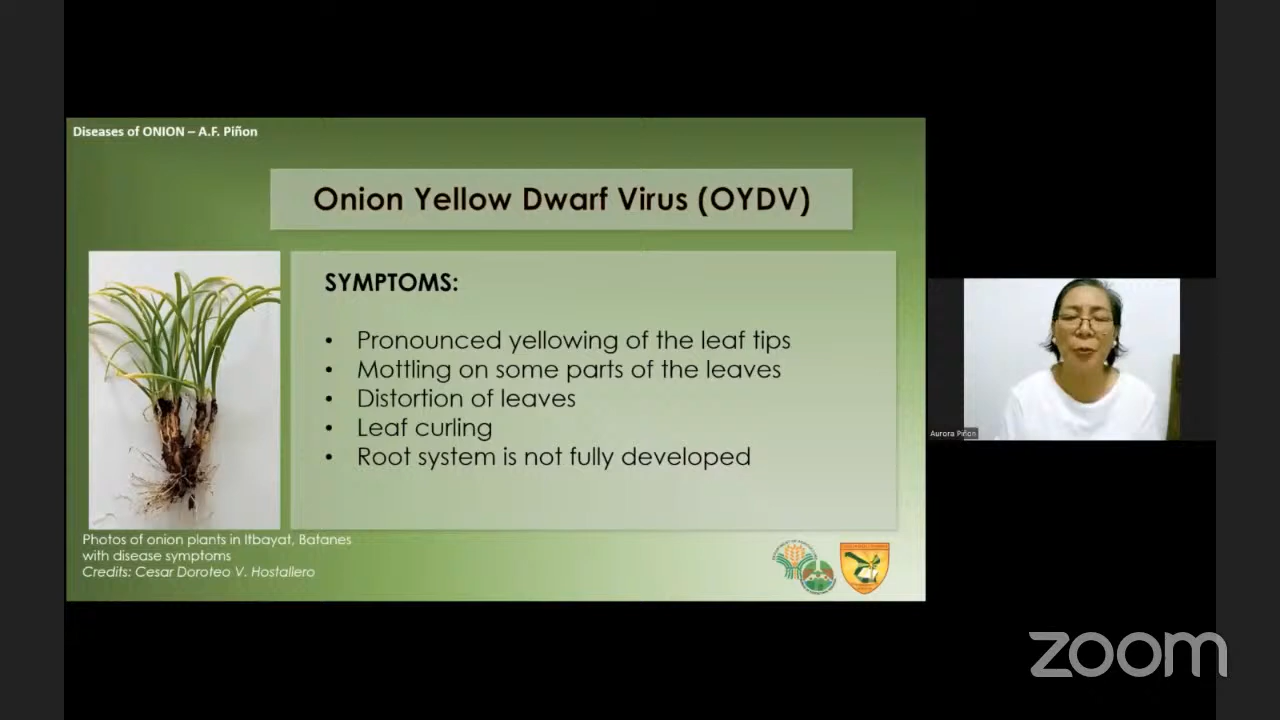 Diseases of ONION – A.F. Piñon
Onion Yellow Dwarf Virus (OYDV)
SYMPTOMS:
• Pronounced yellowing of the leaf tips
• Mottling on some parts of the leaves
• Distortion of leaves
• Leaf curling
• Root system is not fully developed
Photos of onion plants in Itbayat, Batanes
with disease symptoms
Credits: Cesar Doroteo V. Hostallero
Aurora Piñon
zoom